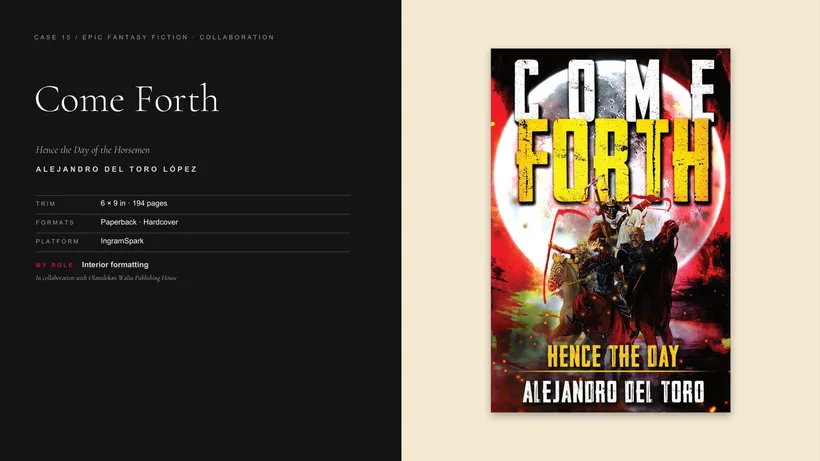 CASE 15 / EPIC FANTASY FICTION · COLLABORATION
Come Forth
Hence the Day of the Horsemen
ALEJANDRO DEL TORO LÓPEZ
TRIM 6 × 9 in · 194 pages
FORMATS Paperback · Hardcover
PLATFORM IngramSpark
MY ROLE Interior formatting
In collaboration with Olamilekan Waliu Publishing House
COME
FORTH
HENCE THE DAY
ALEJANDRO DEL TORO